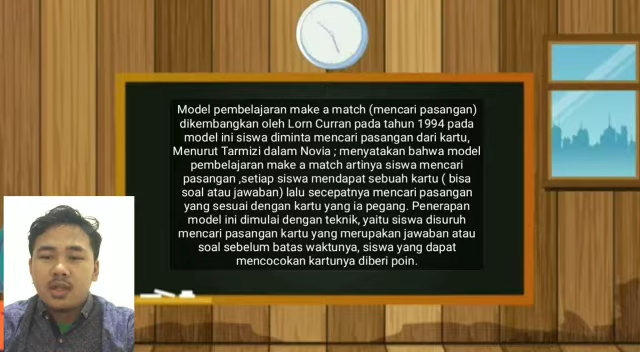 Model pembelajaran make a match (mencari pasangan)
dikembangkan oleh Lorn Curran pada tahun 1994 pada
model ini siswa diminta mencari pasangan dari kartu,
Menurut Tarmizi dalam Novia ; menyatakan bahwa model
pembelajaran make a match artinya siswa mencari
pasangan ,setiap siswa mendapat sebuah kartu ( bisa
soal atau jawaban) lalu secepatnya mencari pasangan
yang sesuai dengan kartu yang ia pegang. Penerapan
model ini dimulai dengan teknik, yaitu siswa disuruh
mencari pasangan kartu yang merupakan jawaban atau
soal sebelum batas waktunya, siswa yang dapat
mencocokan kartunya diberi poin.